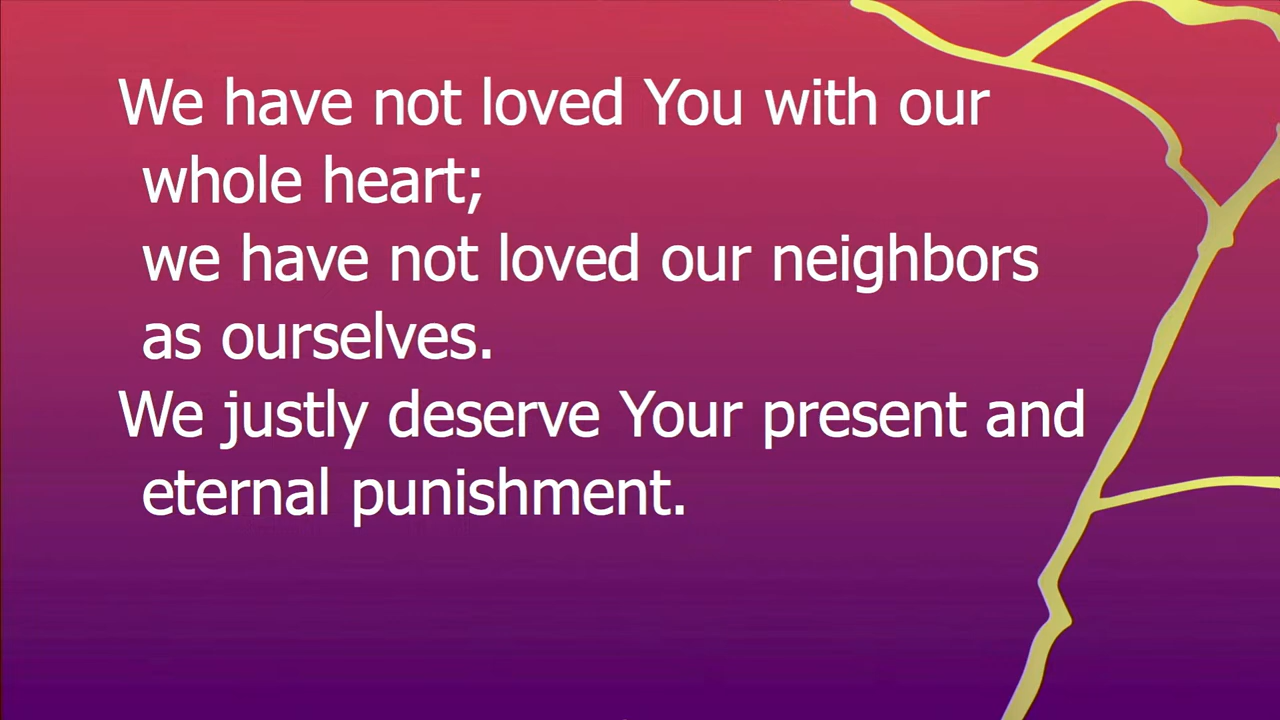 We have not loved You with our
whole heart;
we have not loved our neighbors
as ourselves.
We justly deserve Your present and
eternal punishment.